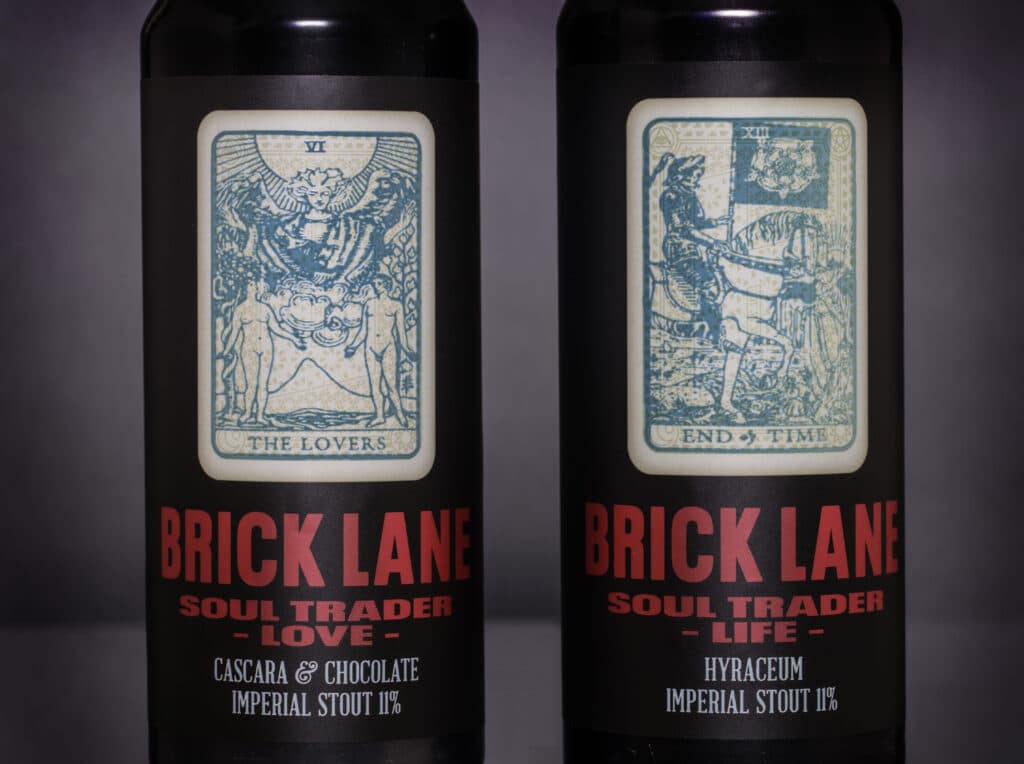 VI
THE LOVERS
BRICK LANE
SOUL TRADER
- LOVE -
CASCARA & CHOCOLATE
IMPERIAL STOUT 11%
XIII
END of TIME
BRICK LANE
SOUL TRADER
- LIFE -
HYRACEUM
IMPERIAL STOUT 11%